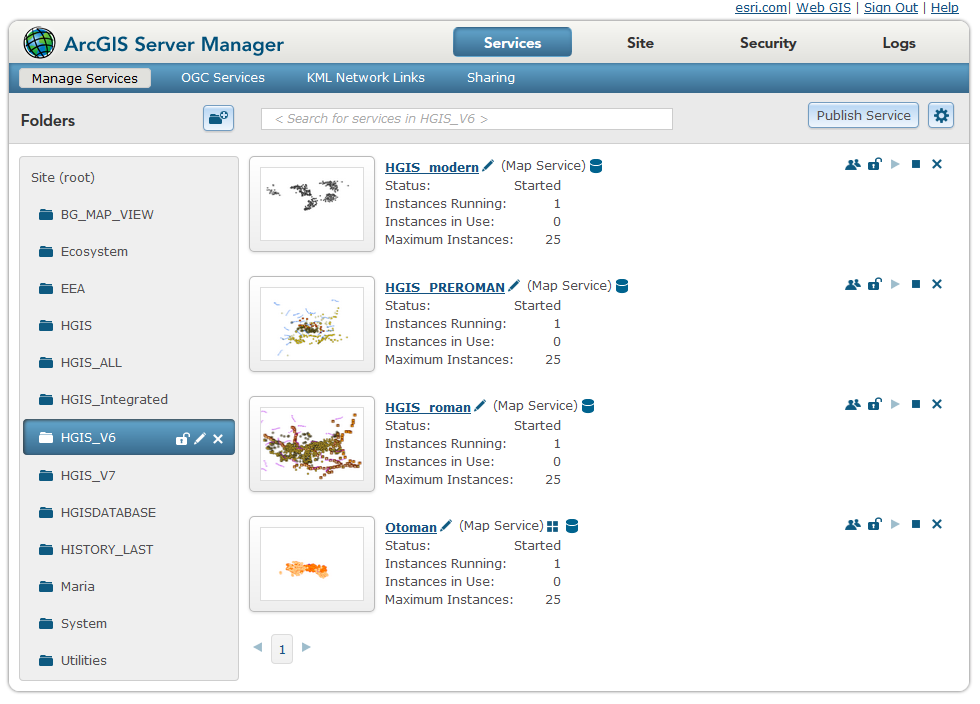 esri.com| Web GIS | Sign Out | Help
ArcGIS Server Manager
Services Site Security Logs
Manage Services OGC Services KML Network Links Sharing
Folders
< Search for services in HGIS_V6 >
Publish Service
Site (root)
BG_MAP_VIEW
Ecosystem
EEA
HGIS
HGIS_ALL
HGIS_Integrated
HGIS_V6
HGIS_V7
HGISDATABASE
HISTORY_LAST
Maria
System
Utilities
HGIS_modern (Map Service)
Status: Started
Instances Running: 1
Instances in Use: 0
Maximum Instances: 25
HGIS_PREROMAN (Map Service)
Status: Started
Instances Running: 1
Instances in Use: 0
Maximum Instances: 25
HGIS_roman (Map Service)
Status: Started
Instances Running: 1
Instances in Use: 0
Maximum Instances: 25
Otoman (Map Service)
Status: Started
Instances Running: 1
Instances in Use: 0
Maximum Instances: 25
1